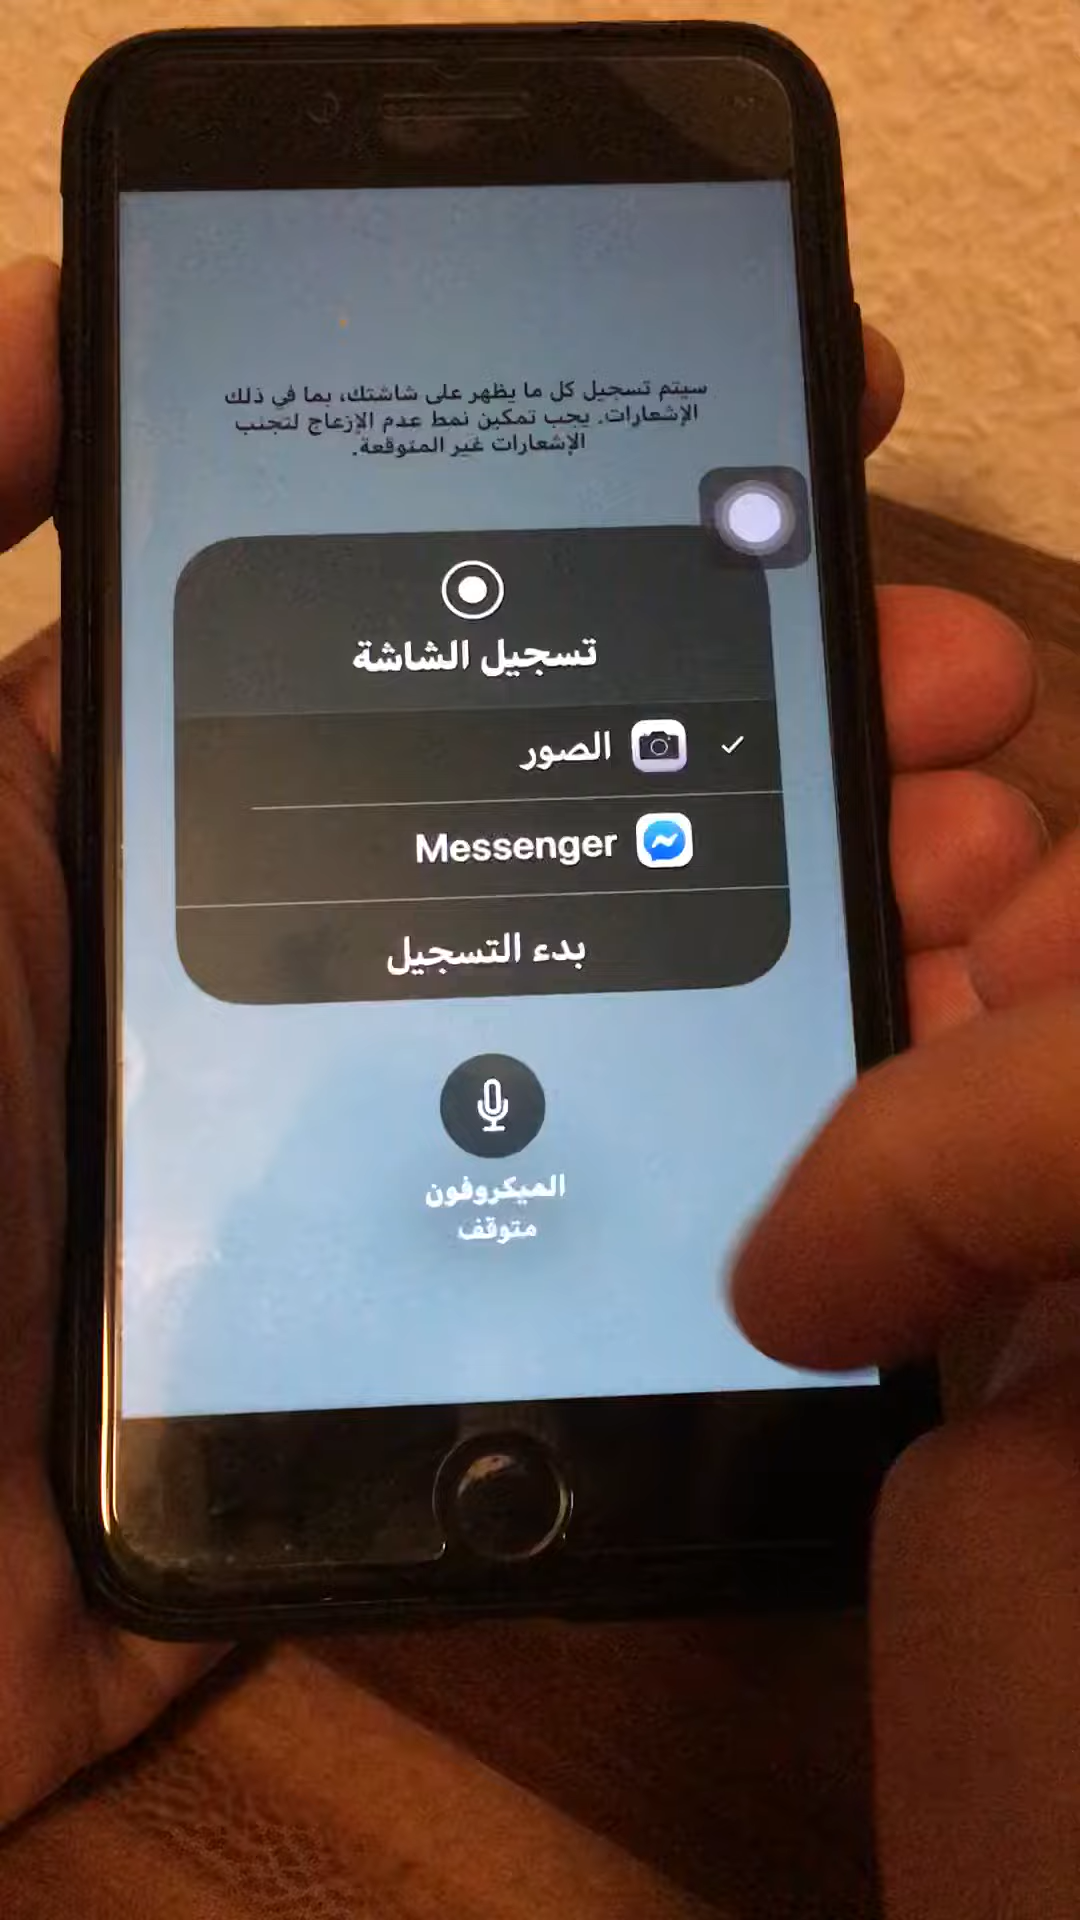 سيتم تسجيل كل ما يظهر على شاشتك، بما في ذلك
الإشعارات. يجب تمكين نمط عدم الإزعاج لتجنب
الإشعارات غير المتوقعة.
تسجيل الشاشة
الصور
Messenger
بدء التسجيل
الميكروفون
متوقف